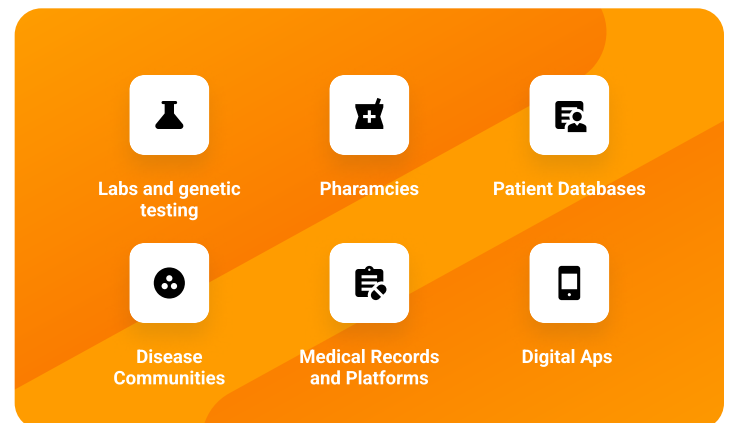 Labs and genetic
testing
Pharamcies
Patient Databases
Disease
Communities
Medical Records
and Platforms
Digital Aps